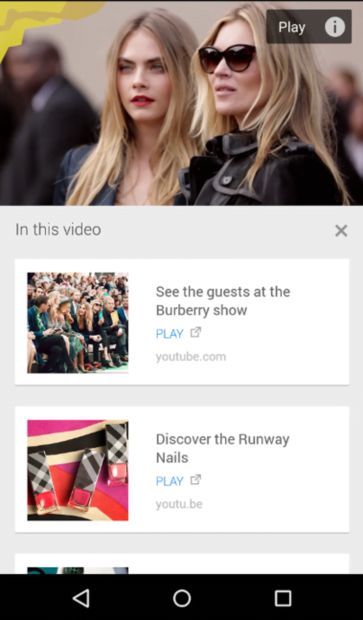 Play
In this video
See the guests at the
Burberry show
PLAY
youtube.com
Discover the Runway
Nails
PLAY
youtu.be